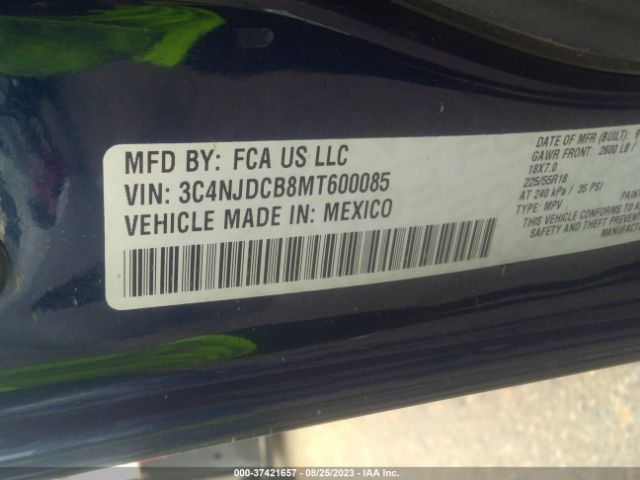 MFD BY: FCA US LLC
VIN: 3C4NJDCB8MT600085
VEHICLE MADE IN: MEXICO
DATE OF MFR (BUILT):
GAWR FRONT: 2600 LB /
18X7.0
225/55R18
AT 240 kPa / 35 PSI
TYPE: MPV
THIS VEHICLE CONFORMS TO
SAFETY AND THEFT
000-37421657 - 08/25/2023 - IAA Inc.